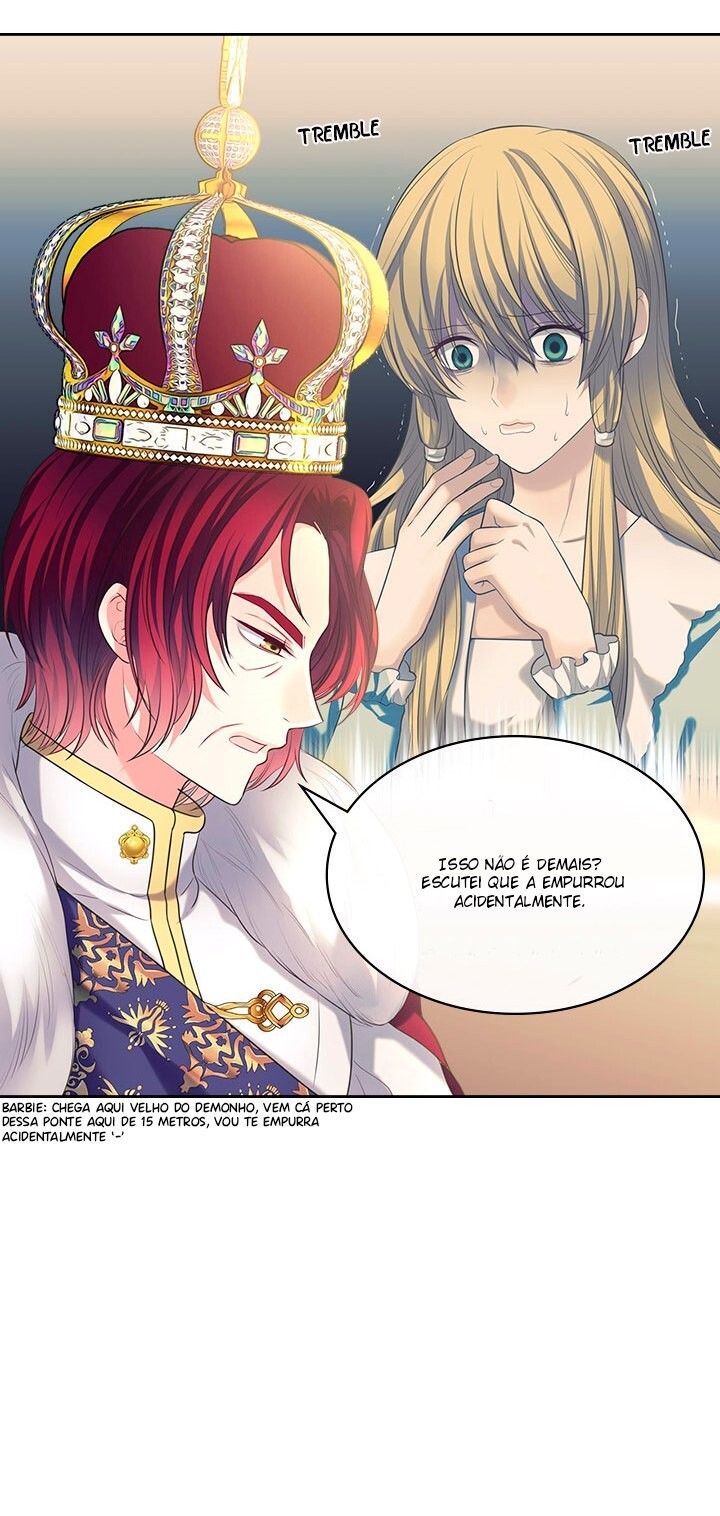 TREMBLE
TREMBLE
ISSO NÃO É DEMAIS?
ESCUTEI QUE A EMPURROU
ACIDENTALMENTE.
BARBIE: CHEGA AQUI VELHO DO DEMONHO, VEM CÁ PERTO
DESSA PONTE AQUI DE 15 METROS, VOU TE EMPURRA
ACIDENTALMENTE '-'